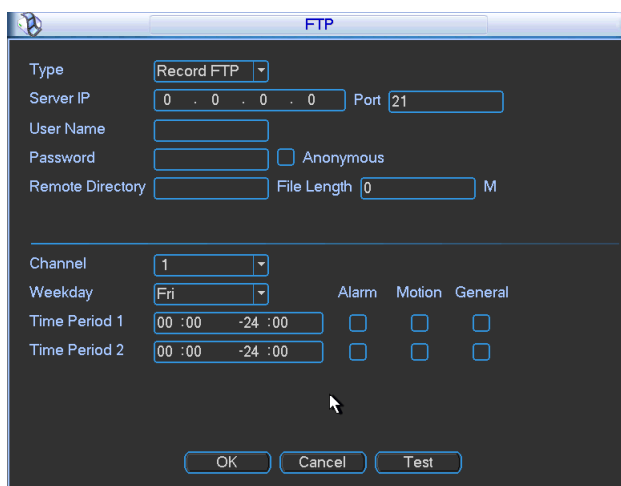 FTP
Type Record FTP
Server IP 0 . 0 . 0 . 0 Port 21
User Name
Password Anonymous
Remote Directory File Length 0 M
Channel 1
Weekday Fri Alarm Motion General
Time Period 1 00 :00 -24 :00
Time Period 2 00 :00 -24 :00
OK Cancel Test